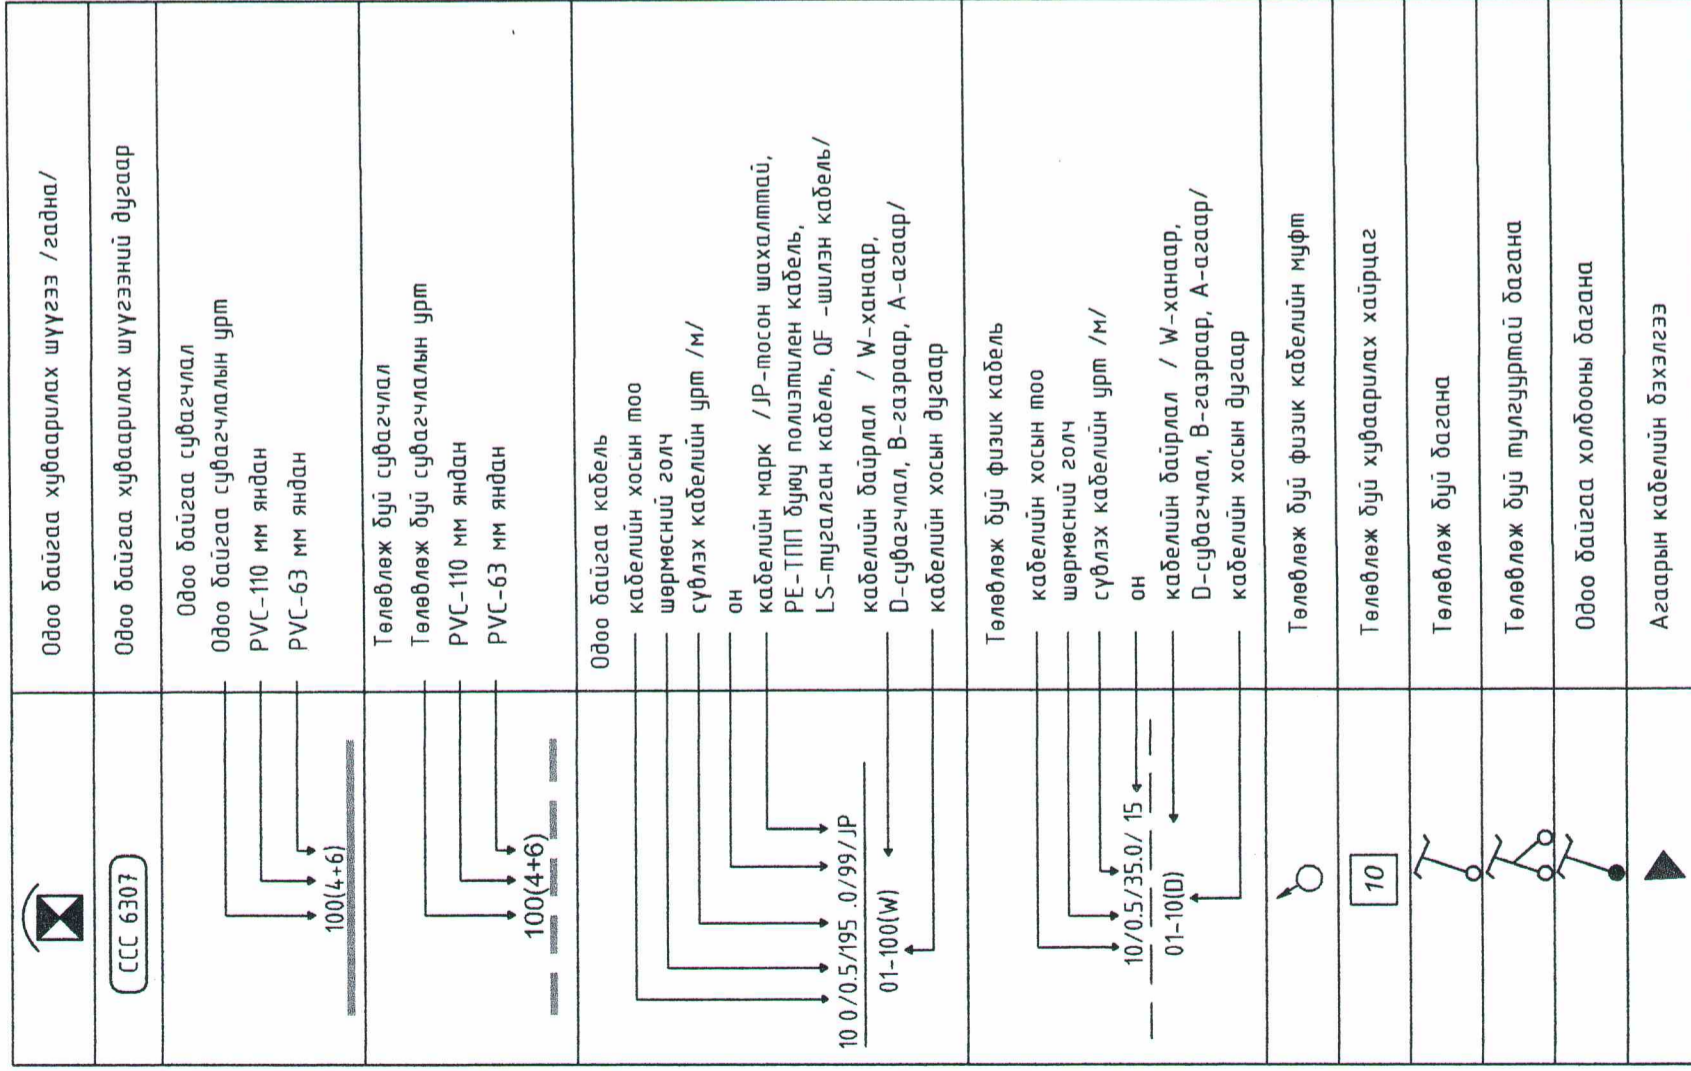 Одоо байгаа хуваарилах шүүгээ /гадна/
ССС 6307
Одоо байгаа хуваарилах шүүгээний дугаар
100(4+6)
Одоо байгаа сувагчлал
Одоо байгаа сувагчлалын урт
PVC-110 мм яндан
PVC-63 мм яндан
100(4+6)
Төлөвлөж буй сувагчлал
Төлөвлөж буй сувагчлалын урт
PVC-110 мм яндан
PVC-63 мм яндан
10 0/0.5/195 .0/99/JP
01-100(W)
Одоо байгаа кабель
кабелийн хосын тоо
шөрмөсний голч
сүвлэх кабелийн урт /м/
он
кабелийн марк /JP-тосон шахалттай,
PE-ТПП буюу полиэтилен кабель,
LS-тугалган кабель, QF -шилэн кабель/
кабелийн байрлал / W-ханаар,
D-сувагчлал, B-газраар, A-агаар/
кабелийн хосын дугаар
10/0.5/35.0/ 15
01-10(D)
Төлөвлөж буй физик кабель
кабелийн хосын тоо
шөрмөсний голч
сүвлэх кабелийн урт /м/
он
кабелийн байрлал / W-ханаар,
D-сувагчлал, B-газраар, A-агаар/
кабелийн хосын дугаар
Төлөвлөж буй физик кабелийн муфт
10
Төлөвлөж буй хуваарилах хайрцаг
Төлөвлөж буй багана
Төлөвлөж буй тулгууртай багана
Одоо байгаа холбооны багана
Агаарын кабелийн бэхэлгээ